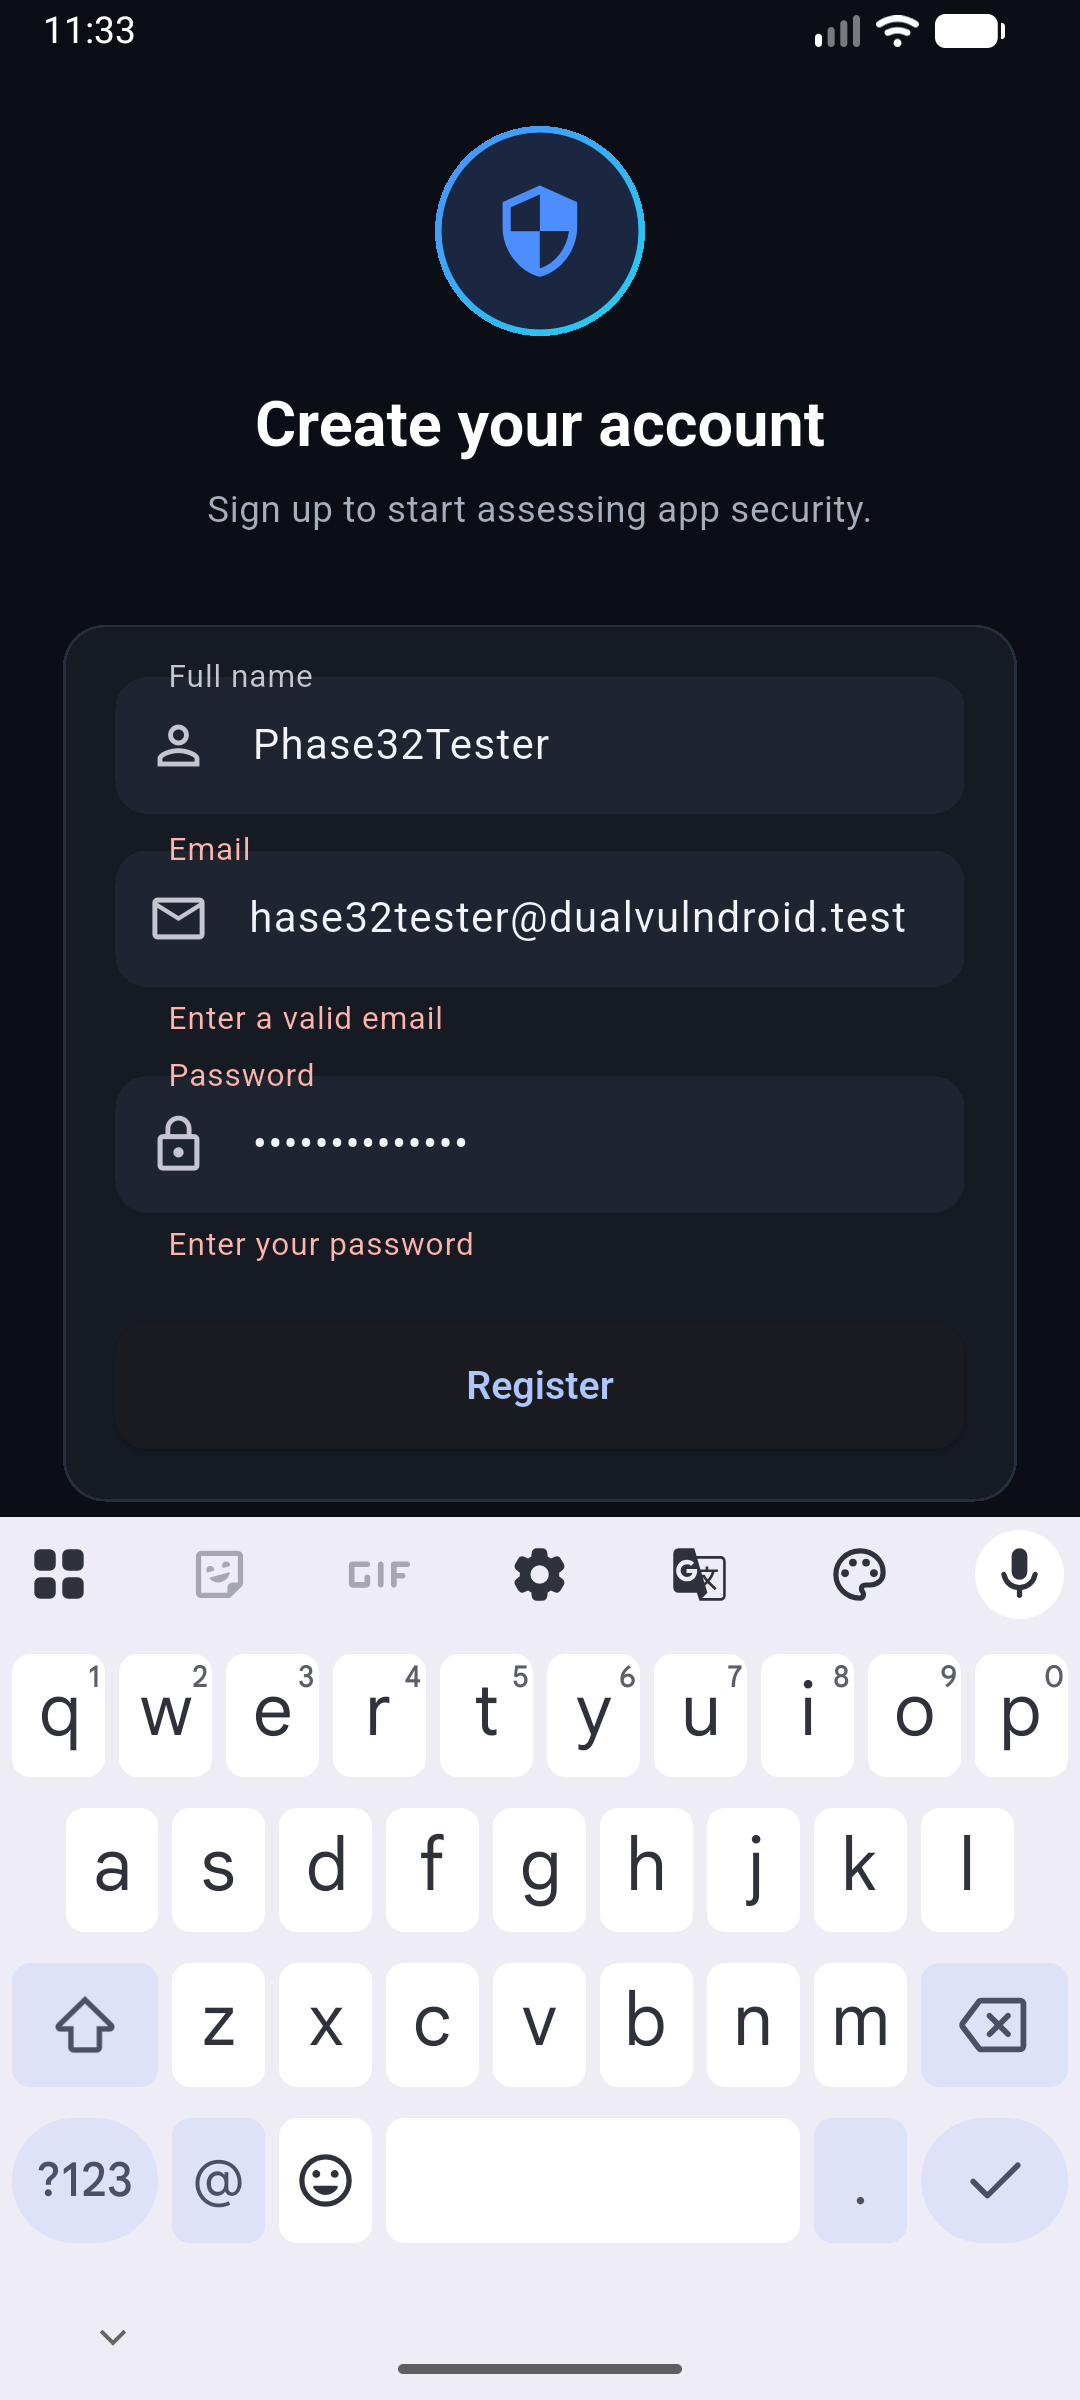 11:33
Create your account
Sign up to start assessing app security.
Full name
Phase32Tester
Email
hase32tester@dualvulndroid.test
Enter a valid email
Password
••••••••••••••
Enter your password
Register
GIF
G 文
1 2 3 4 5 6 7 8 9 0
q w e r t y u i o p
a s d f g h j k l
z x c v b n m
?123 @ .